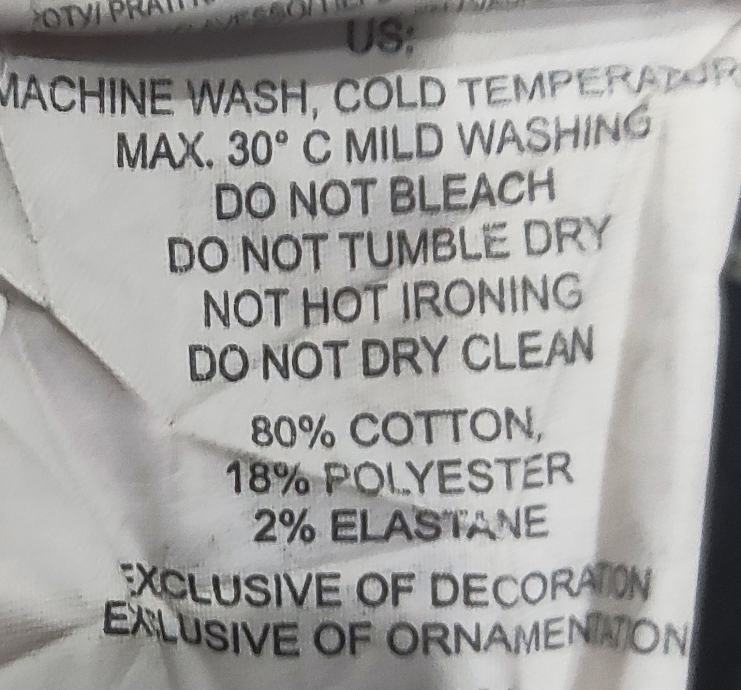 US:
MACHINE WASH, COLD TEMPERATUR
MAX. 30° C MILD WASHING
DO NOT BLEACH
DO NOT TUMBLE DRY
NOT HOT IRONING
DO NOT DRY CLEAN
80% COTTON,
18% POLYESTER
2% ELASTANE
EXCLUSIVE OF DECORATION
EXCLUSIVE OF ORNAMENTATION